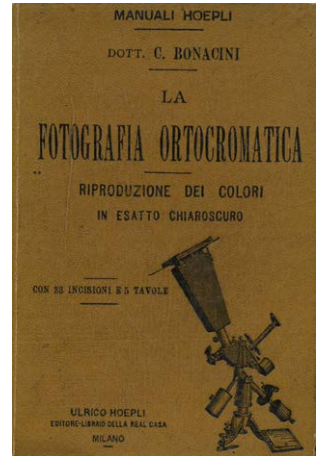 MANUALI HOEPLI
DOTT. C. BONACINI
LA
FOTOGRAFIA ORTOCROMATICA
RIPRODUZIONE DEI COLORI
IN ESATTO CHIAROSCURO
CON 23 INCISIONI E 5 TAVOLE
ULRICO HOEPLI
EDITORE-LIBRAIO DELLA REAL CASA
MILANO